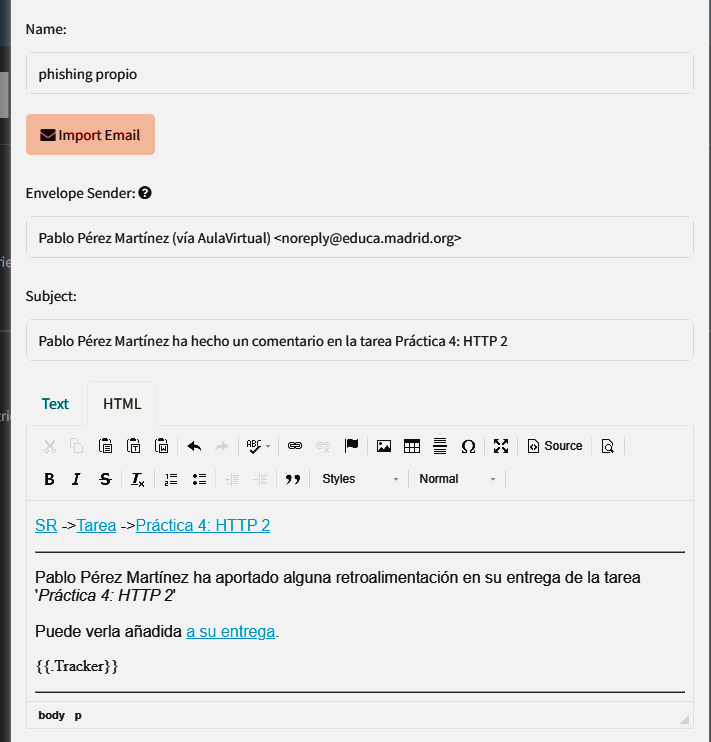 Name:
phishing propio
Import Email
Envelope Sender:
Pablo Pérez Martínez (vía AulaVirtual) <noreply@educa.madrid.org>
Subject:
Pablo Pérez Martínez ha hecho un comentario en la tarea Práctica 4: HTTP 2
Text HTML
ABC Ω Source
B I S Ix Styles Normal
SR ->Tarea ->Práctica 4: HTTP 2
Pablo Pérez Martínez ha aportado alguna retroalimentación en su entrega de la tarea
'Práctica 4: HTTP 2'
Puede verla añadida a su entrega.
{{.Tracker}}
body p